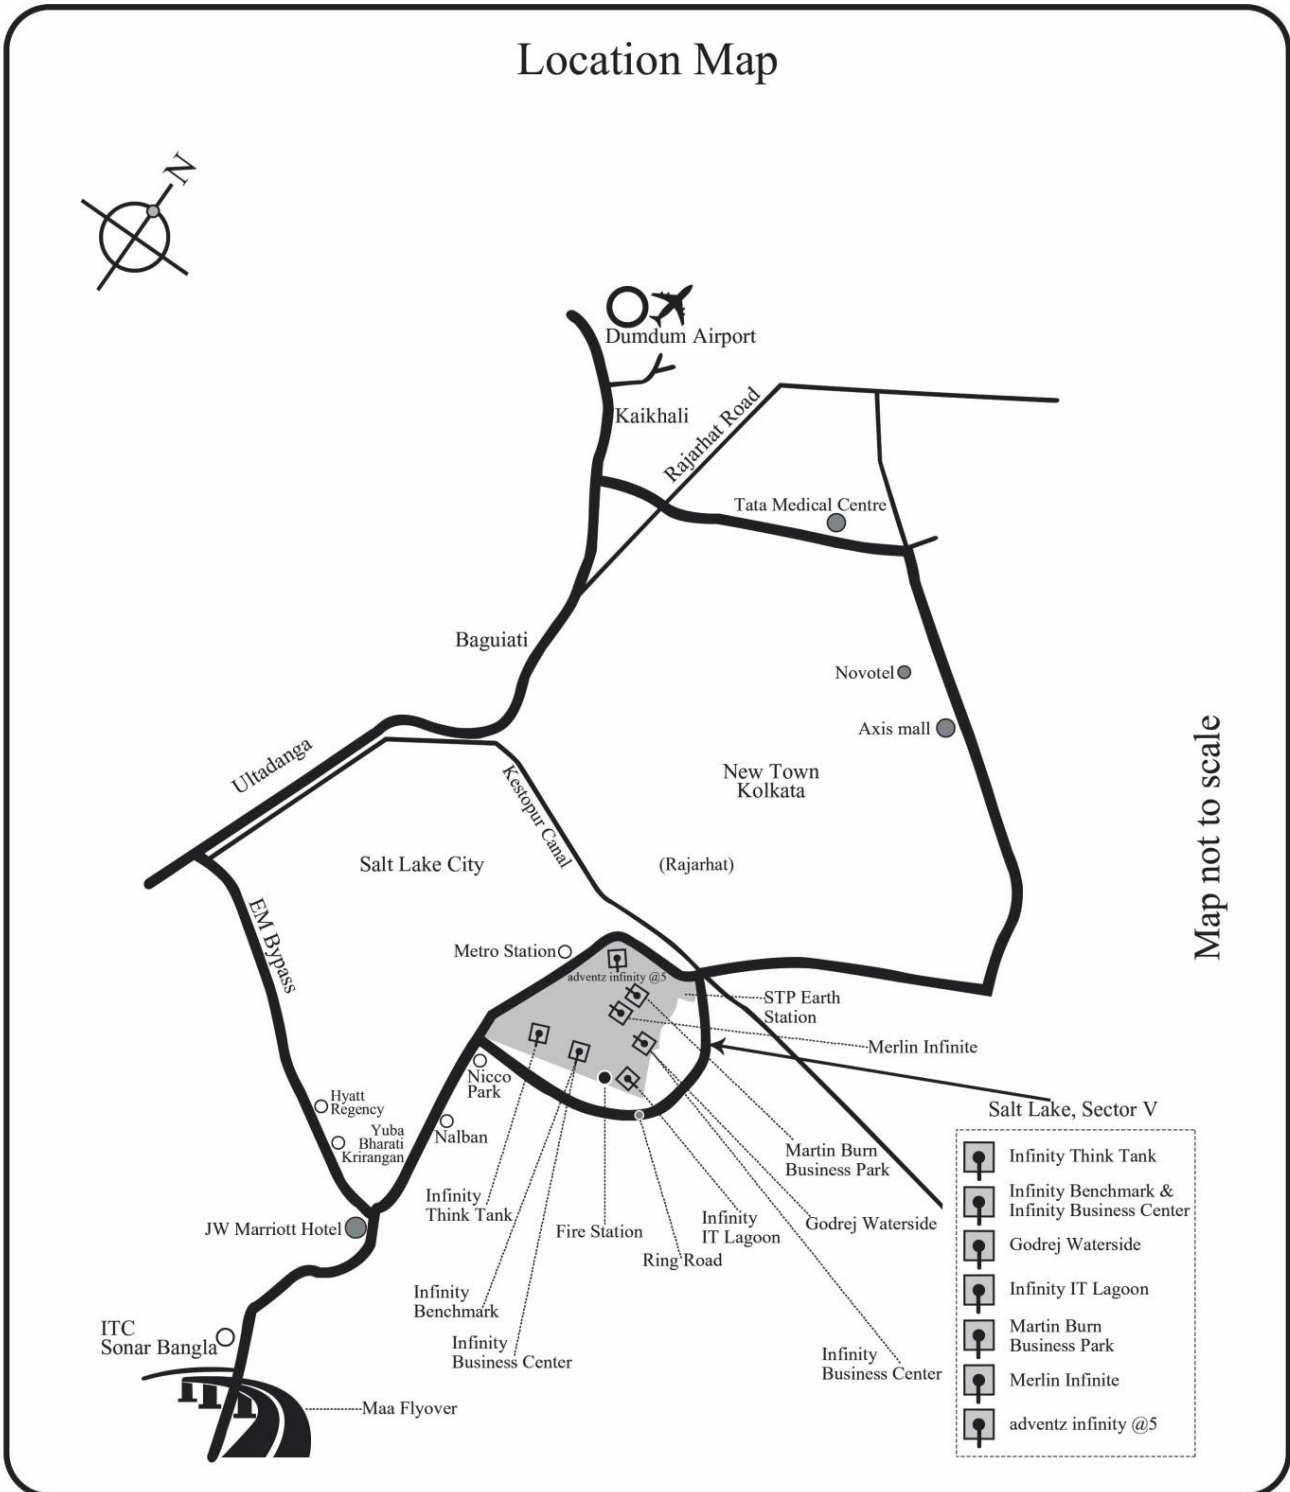 Location Map
N
Dumdum Airport
Kaikhali
Rajarhat Road
Tata Medical Centre
Baguiati
Novotel
Axis mall
Ultadanga
New Town
Kolkata
Kestopur Canal
Map not to scale
Salt Lake City
(Rajarhat)
EM Bypass
Metro Station
adventz infinity @5
STP Earth
Station
Merlin Infinite
Nicco
Park
Hyatt
Regency
Yuba
Bharati
Krirangan
Nalban
Salt Lake, Sector V
Martin Burn
Business Park
Infinity
Think Tank
JW Marriott Hotel
Fire Station
Infinity
IT Lagoon
Godrej Waterside
Ring Road
Infinity
Benchmark
ITC
Sonar Bangla
Infinity
Business Center
Infinity
Business Center
Maa Flyover
Infinity Think Tank
Infinity Benchmark &
Infinity Business Center
Godrej Waterside
Infinity IT Lagoon
Martin Burn
Business Park
Merlin Infinite
adventz infinity @5